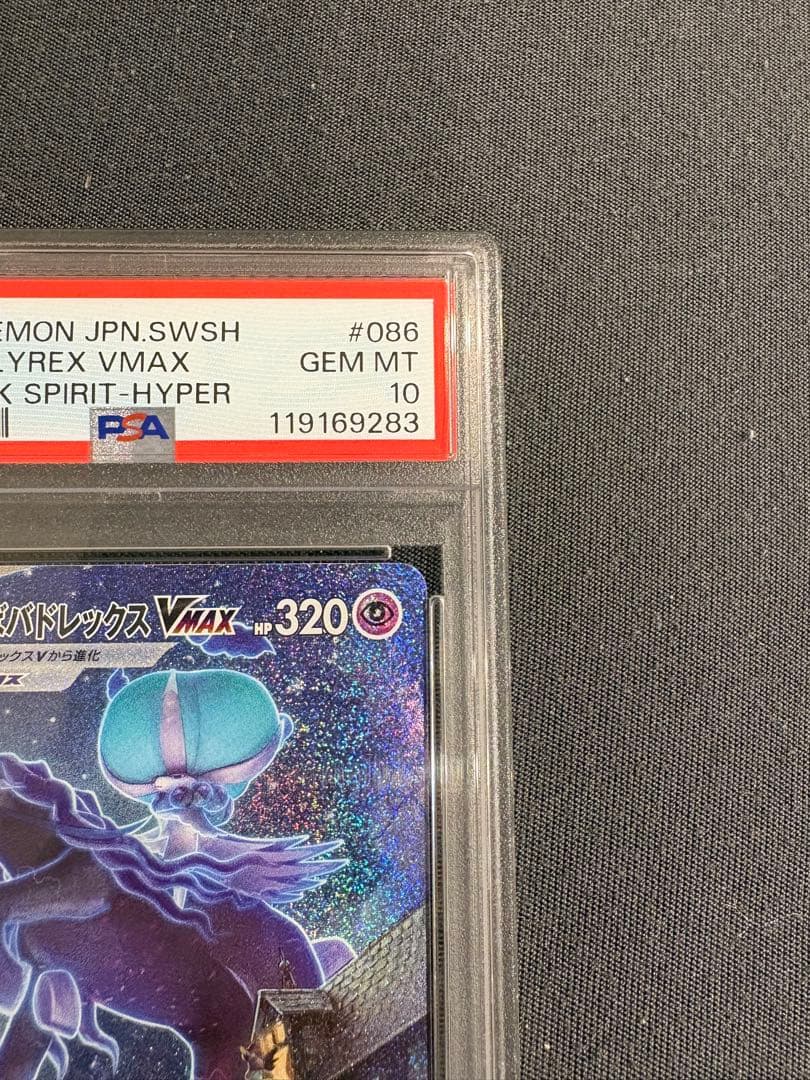 EMON JPN.SWSH #086
LYREX VMAX GEM MT
K SPIRIT-HYPER 10
PSA 119169283
バドレックス VMAX HP 320
ックスVから進化